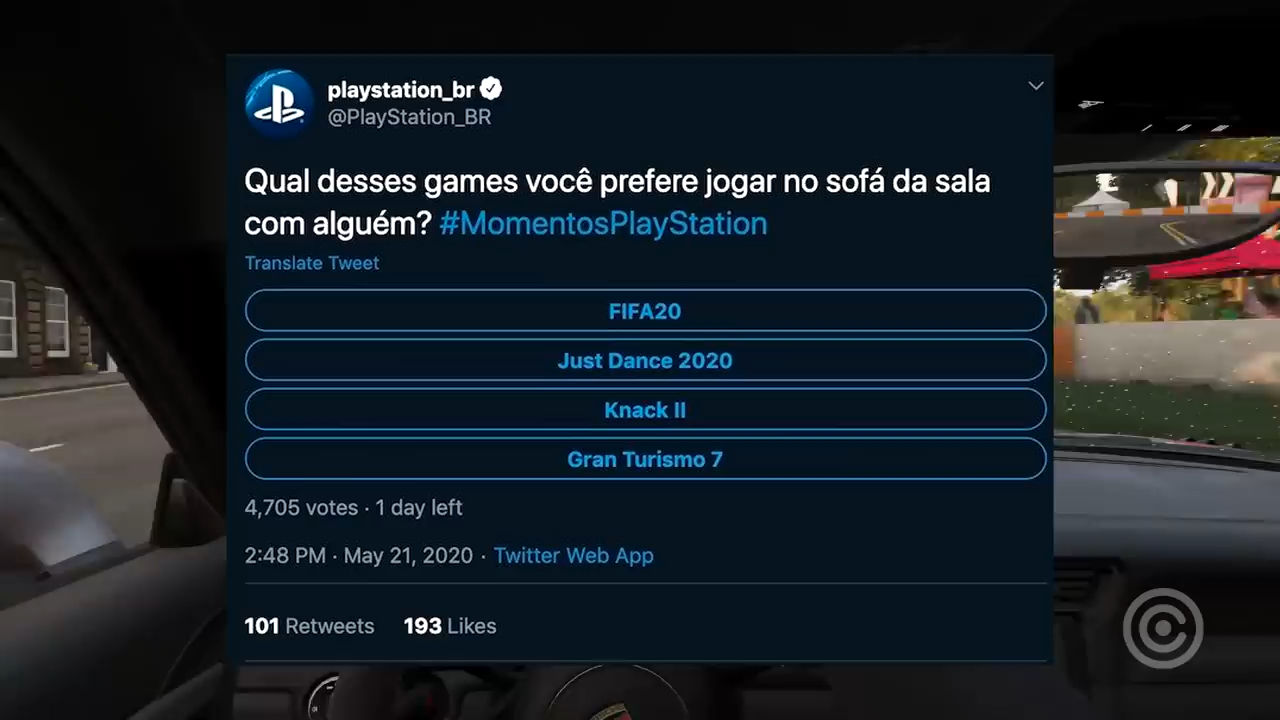 playstation_br
@PlayStation_BR
Qual desses games você prefere jogar no sofá da sala
com alguém? #MomentosPlayStation
Translate Tweet
FIFA20
Just Dance 2020
Knack II
Gran Turismo 7
4,705 votes · 1 day left
2:48 PM · May 21, 2020 · Twitter Web App
101 Retweets 193 Likes